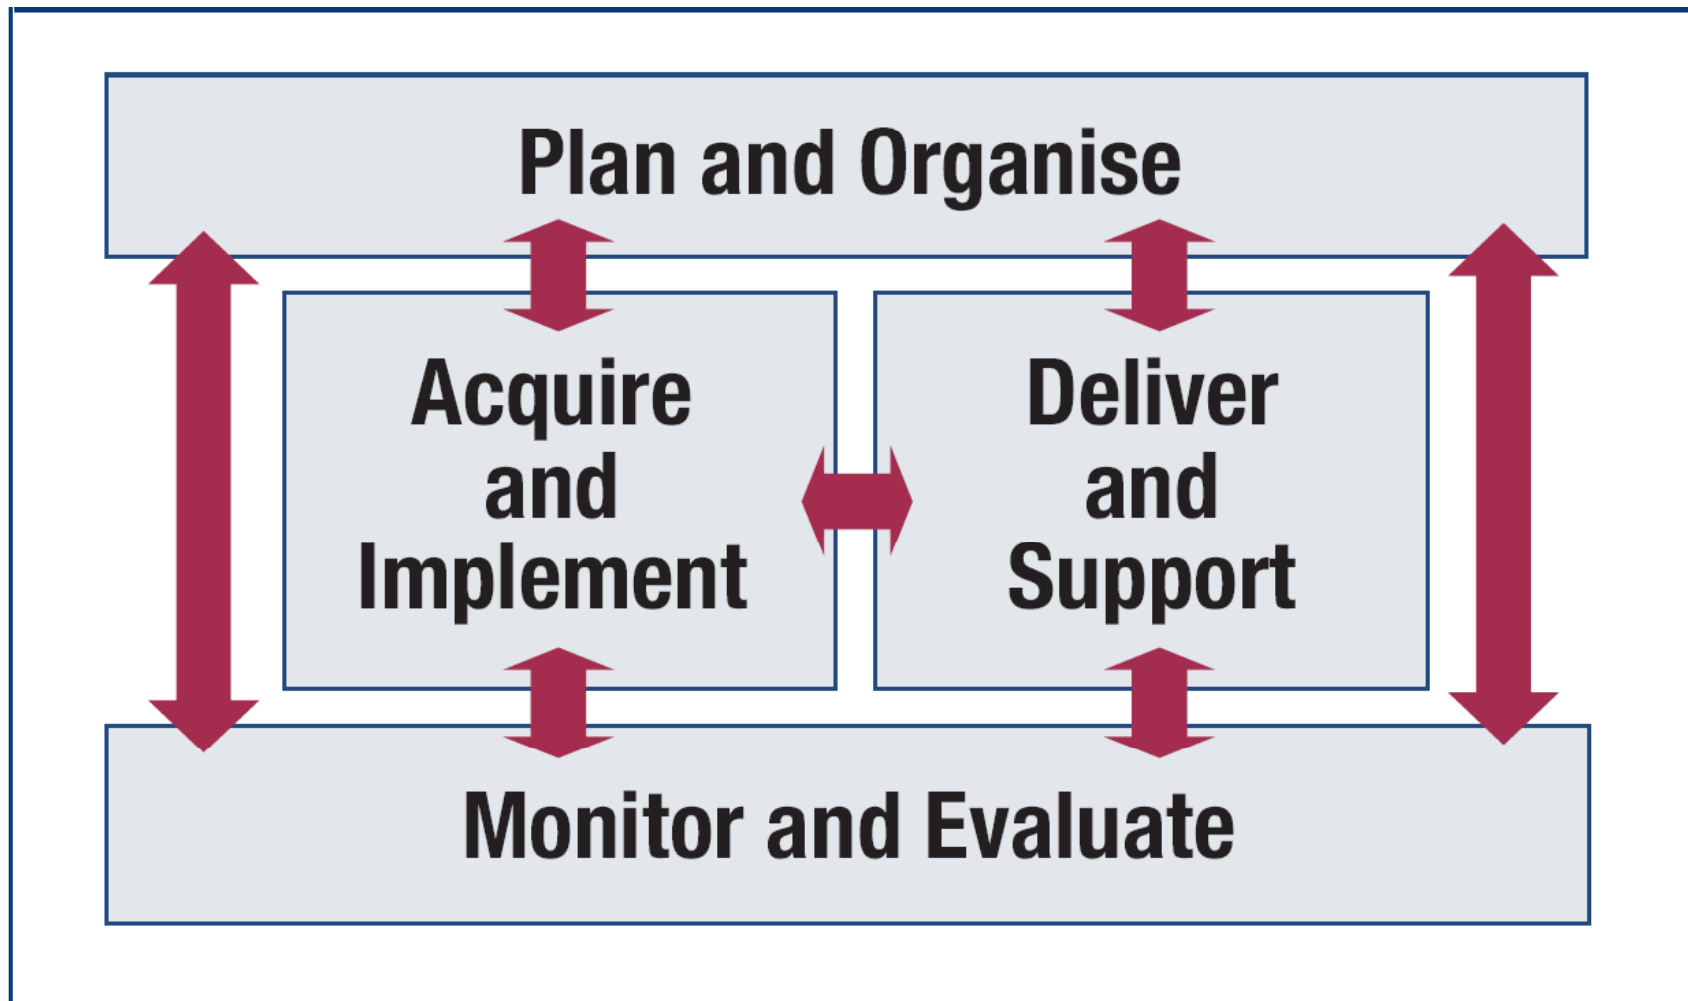 Plan and Organise
Acquire
and
Implement
Deliver
and
Support
Monitor and Evaluate